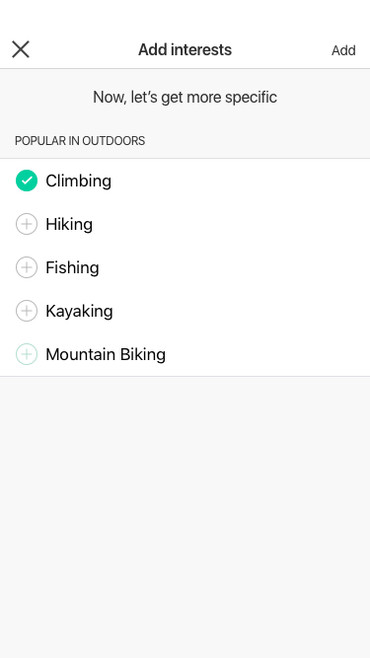 Add interests
Add
Now, let’s get more specific
POPULAR IN OUTDOORS
Climbing
Hiking
Fishing
Kayaking
Mountain Biking